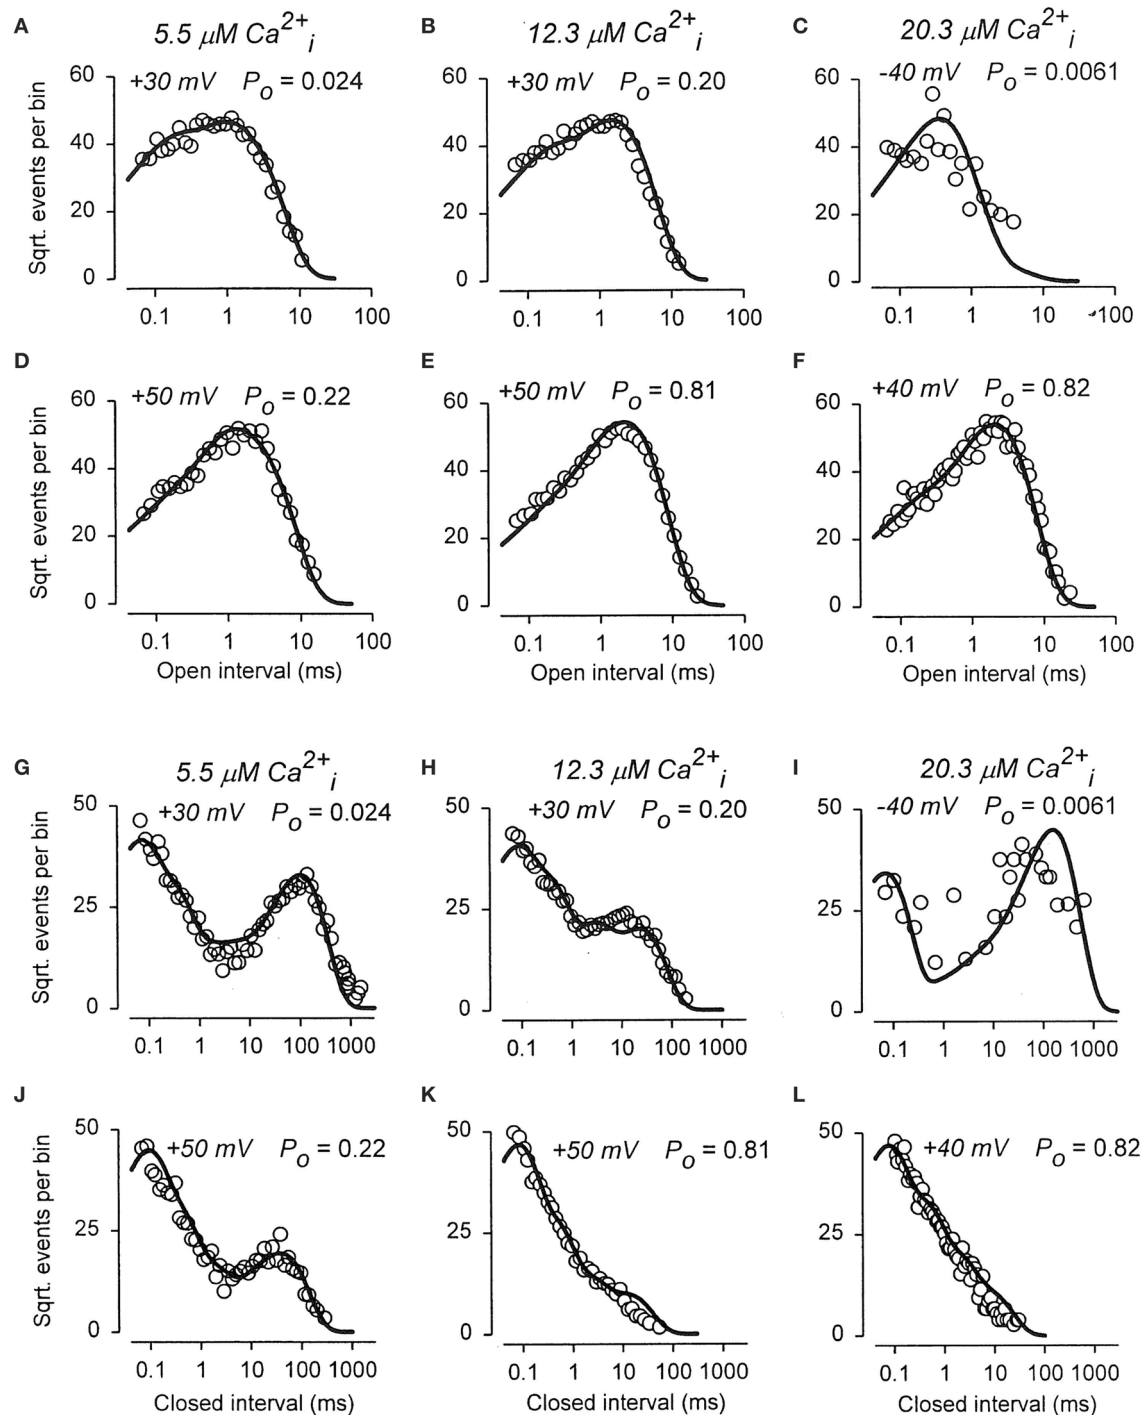 A
5.5 μM Ca2+i
B
12.3 μM Ca2+i
C
20.3 μM Ca2+i
+30 mV Po = 0.024
+30 mV Po = 0.20
-40 mV Po = 0.0061
Sqrt. events per bin
60
40
20
0
60
40
20
0
60
40
20
0
0.1 1 10 100
0.1 1 10 100
0.1 1 10 100
D
E
F
+50 mV Po = 0.22
+50 mV Po = 0.81
+40 mV Po = 0.82
Sqrt. events per bin
60
40
20
0
60
40
20
0
60
40
20
0
0.1 1 10 100
0.1 1 10 100
0.1 1 10 100
Open interval (ms)
Open interval (ms)
Open interval (ms)
G
5.5 μM Ca2+i
H
12.3 μM Ca2+i
I
20.3 μM Ca2+i
+30 mV Po = 0.024
+30 mV Po = 0.20
-40 mV Po = 0.0061
Sqrt. events per bin
50
25
0
50
25
0
50
25
0
0.1 1 10 100 1000
0.1 1 10 100 1000
0.1 1 10 100 1000
J
K
L
+50 mV Po = 0.22
+50 mV Po = 0.81
+40 mV Po = 0.82
Sqrt. events per bin
50
25
0
50
25
0
50
25
0
0.1 1 10 100 1000
0.1 1 10 100 1000
0.1 1 10 100 1000
Closed interval (ms)
Closed interval (ms)
Closed interval (ms)